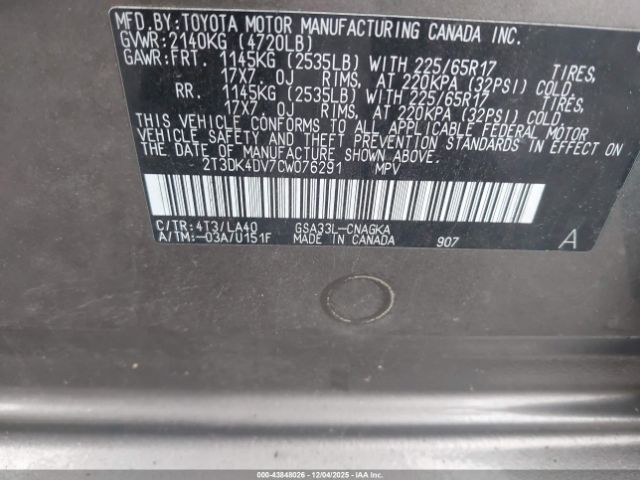 MFD.BY:TOYOTA MOTOR MANUFACTURING CANADA INC.
GVWR:2140KG (4720LB)
GAWR:FRT. 1145KG (2535LB) WITH 225/65R17 TIRES,
17X7.0J RIMS, AT 220KPA (32PSI) COLD.
RR. 1145KG (2535LB) WITH 225/65R17 TIRES,
17X7.0J RIMS, AT 220KPA (32PSI) COLD.
THIS VEHICLE CONFORMS TO ALL APPLICABLE FEDERAL MOTOR
VEHICLE SAFETY AND THEFT PREVENTION STANDARDS IN EFFECT ON
THE DATE OF MANUFACTURE SHOWN ABOVE.
2T3DK4DV7CW076291 MPV
C/TR:4T3/LA40 GSA33L-CNAGKA
A/TM:-03A/U151F MADE IN CANADA 907 A
000-43848026 - 12/04/2025 - IAAI.CA